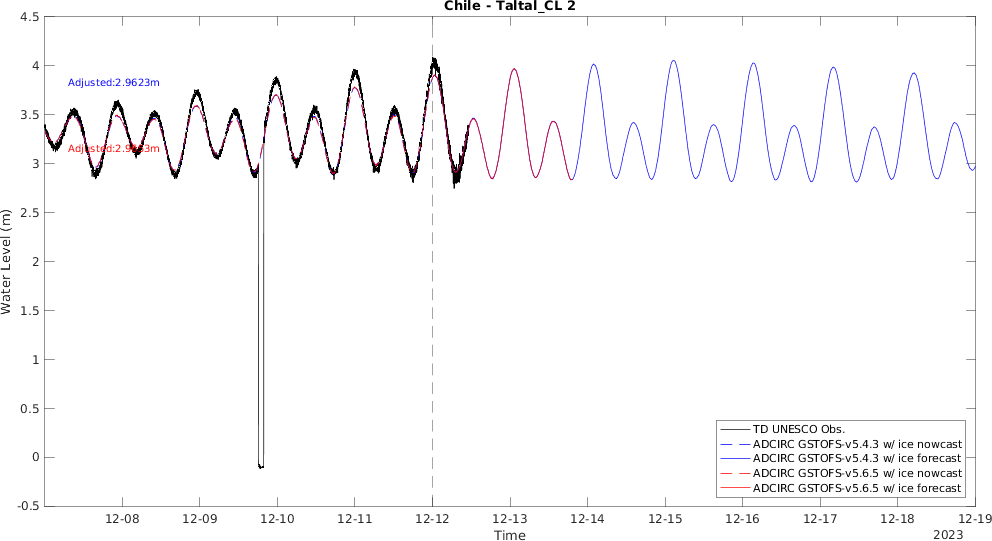 Chile - Taltal_CL 2
4.5
4
3.5
3
2.5
2
1.5
1
0.5
0
-0.5
Water Level (m)
Adjusted:2.9623m
TD UNESCO Obs.
ADCIRC GSTOFS-v5.4.3 w/ ice nowcast
ADCIRC GSTOFS-v5.4.3 w/ ice forecast
ADCIRC GSTOFS-v5.6.5 w/ ice nowcast
ADCIRC GSTOFS-v5.6.5 w/ ice forecast
12-08 12-09 12-10 12-11 12-12 12-13 12-14 12-15 12-16 12-17 12-18 12-19
Time
2023